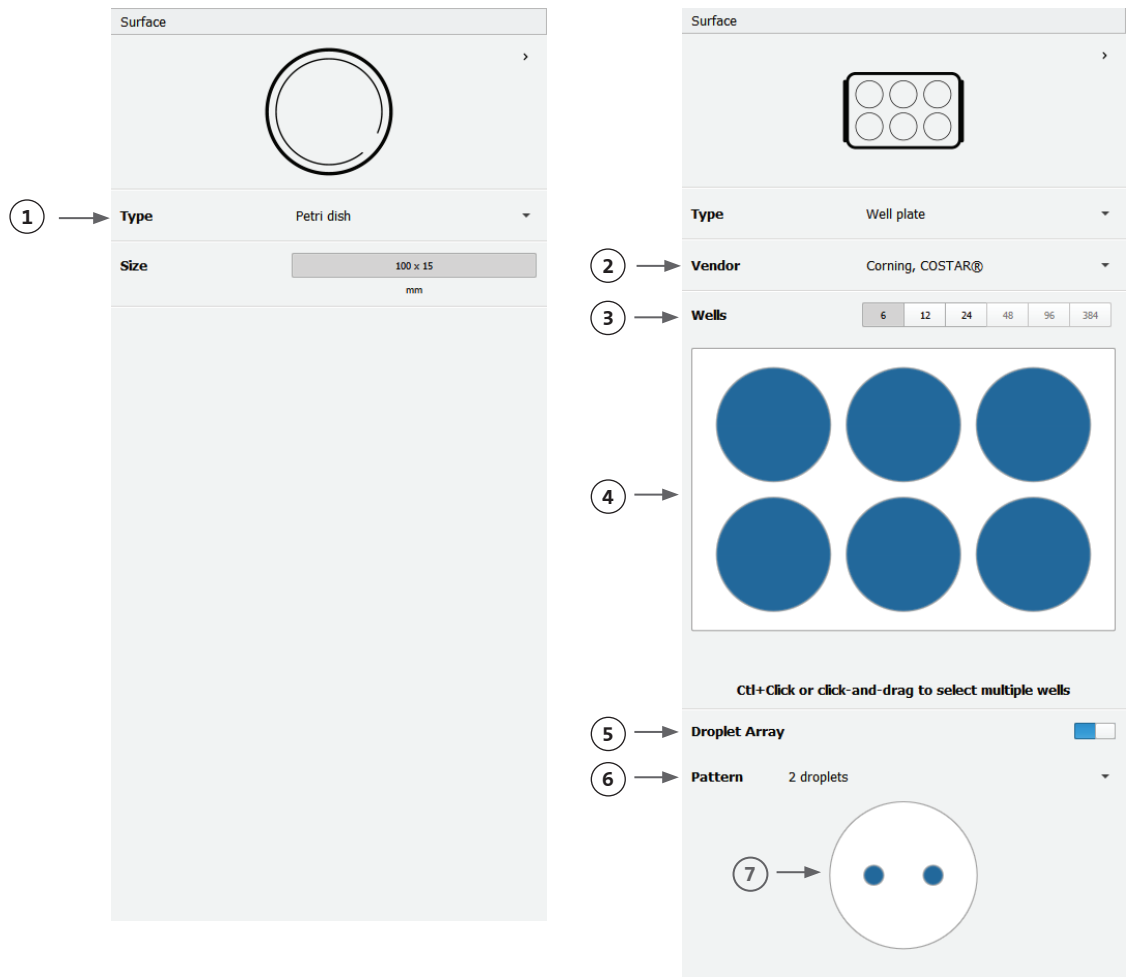 Surface
1
Type
Petri dish
Size
100 x 15
mm
Surface
Type
Well plate
2
Vendor
Corning, COSTAR®
3
Wells
6 12 24 48 96 384
4
Ctl+Click or click-and-drag to select multiple wells
5
Droplet Array
6
Pattern
2 droplets
7